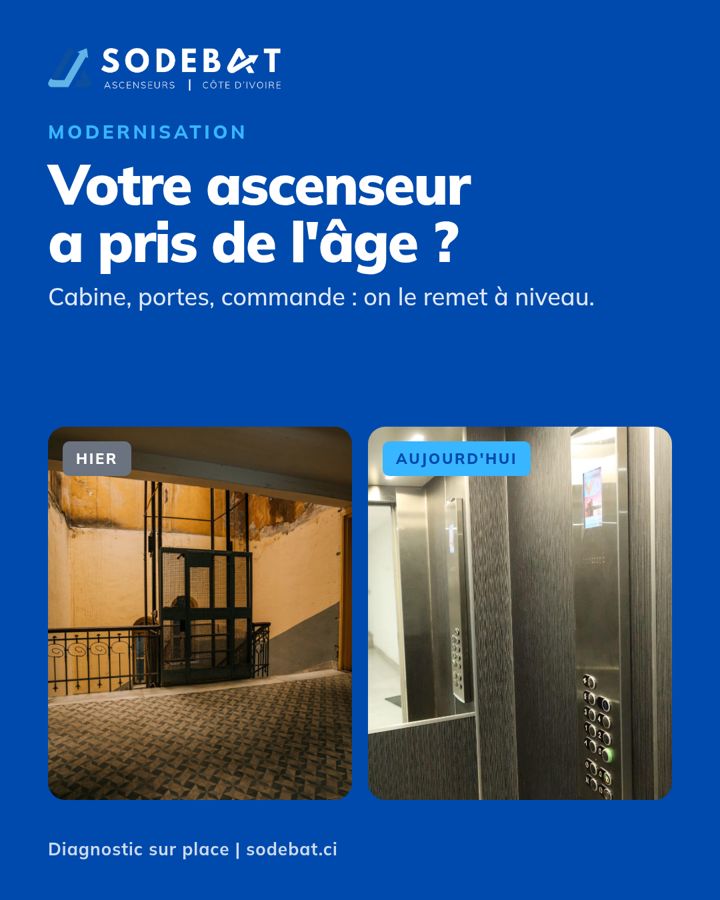 SODEBAT
ASCENSEURS | CÔTE D'IVOIRE
MODERNISATION
Votre ascenseur
a pris de l'âge ?
Cabine, portes, commande : on le remet à niveau.
HIER
AUJOURD'HUI
Diagnostic sur place | sodebat.ci